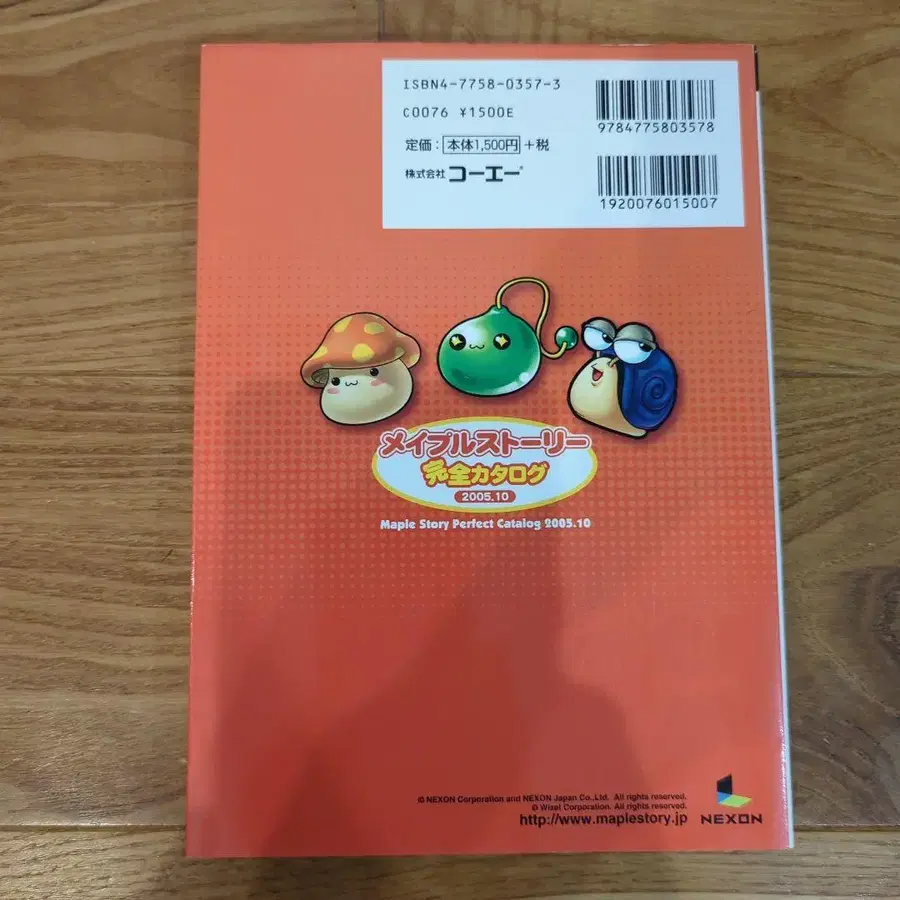 ISBN4-7758-0357-3
C0076 ¥1500E
定価：本体1,500円+税
株式会社コーエー®
9784775803578
1920076015007
メイプルストーリー
完全カタログ
2005.10
Maple Story Perfect Catalog 2005.10
© NEXON Corporation and NEXON Japan Co.,Ltd. All rights reserved.
© Wizet Corporation. All rights reserved.
http://www.maplestory.jp
NEXON